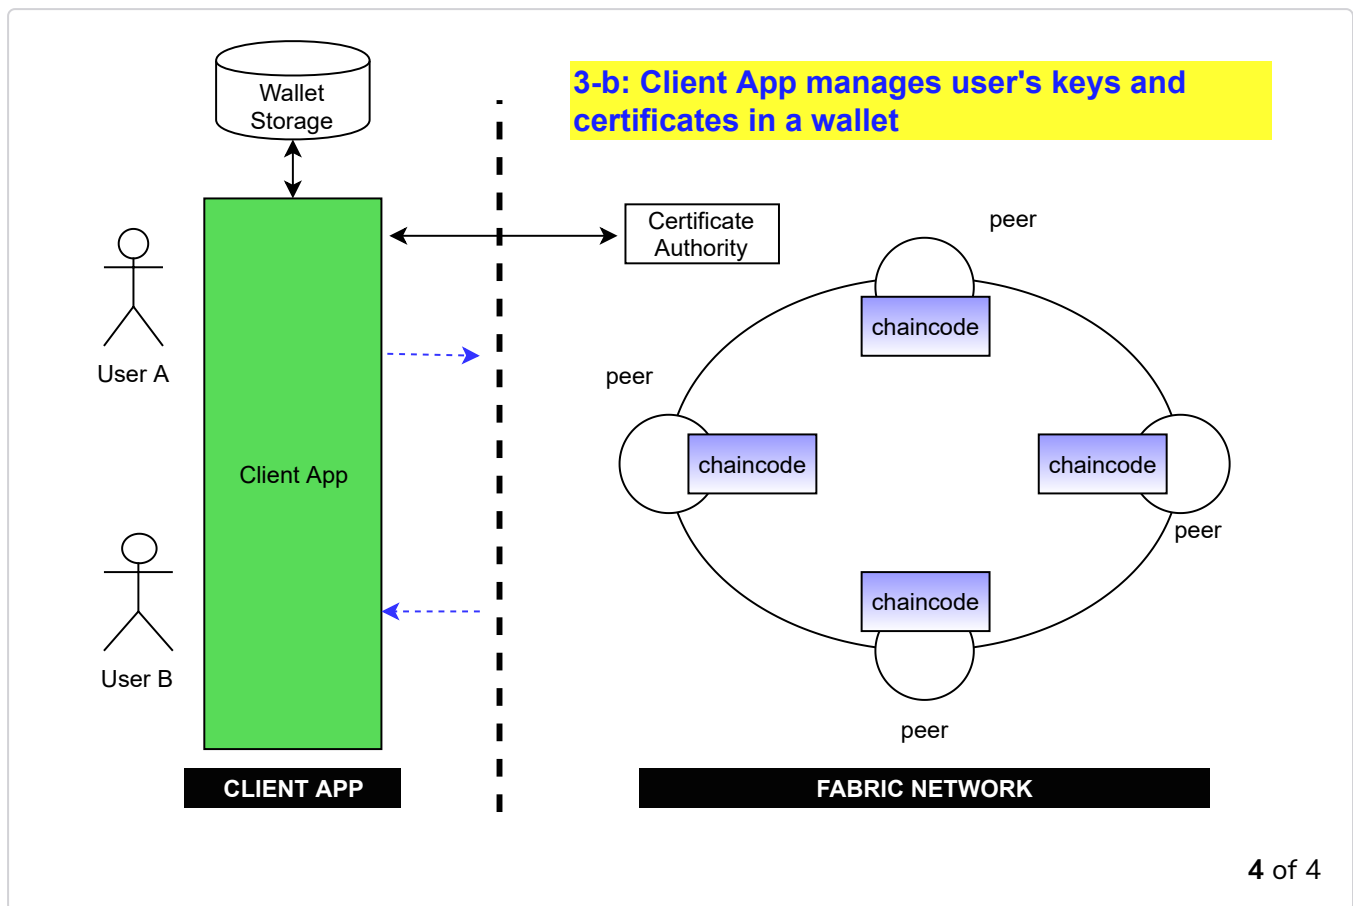 Wallet
Storage
3-b: Client App manages user's keys and
certificates in a wallet
Certificate
Authority
peer
chaincode
User A
peer
Client App
chaincode
chaincode
peer
chaincode
User B
peer
CLIENT APP
FABRIC NETWORK
4 of 4